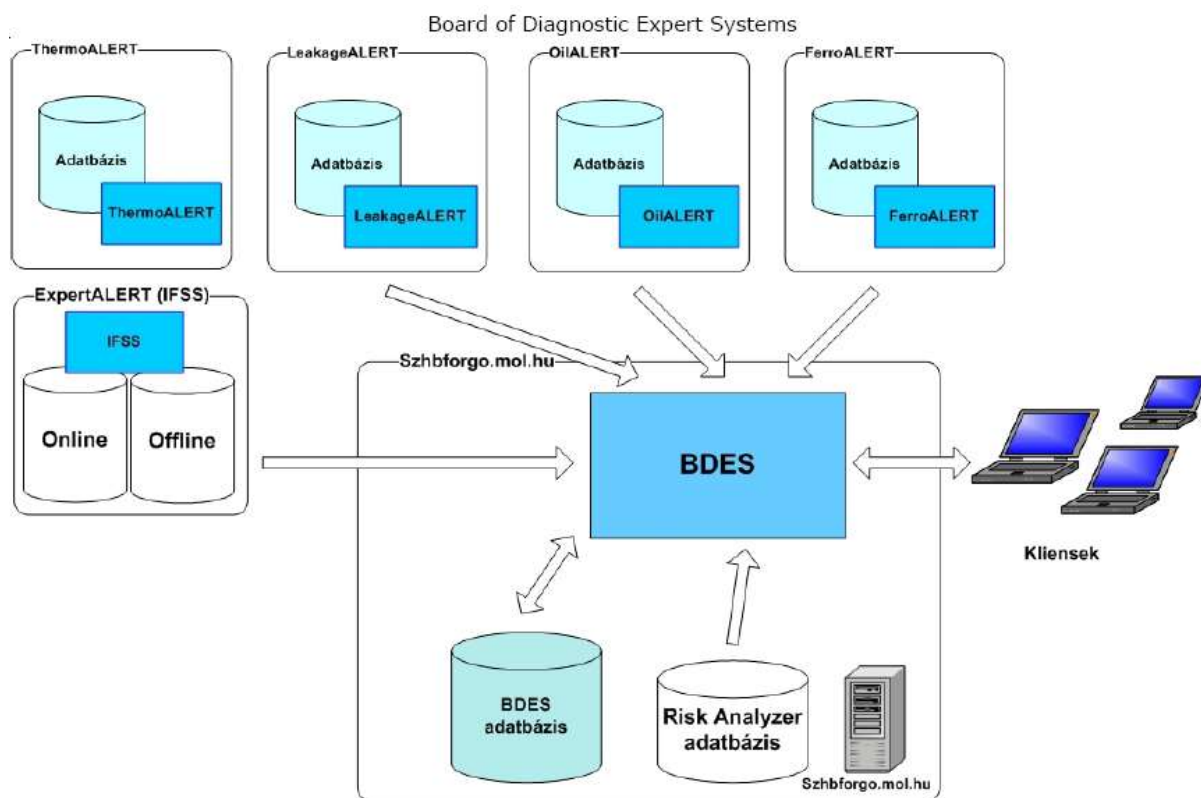 Board of Diagnostic Expert Systems
ThermoALERT
LeakageALERT
OilALERT
FerroALERT
Adatbázis
ThermoALERT
Adatbázis
LeakageALERT
Adatbázis
OilALERT
Adatbázis
FerroALERT
ExpertALERT (IFSS)
IFSS
Online
Offline
Szhbforgo.mol.hu
BDES
Kliensek
BDES
adatbázis
Risk Analyzer
adatbázis
Szhbforgo.mol.hu